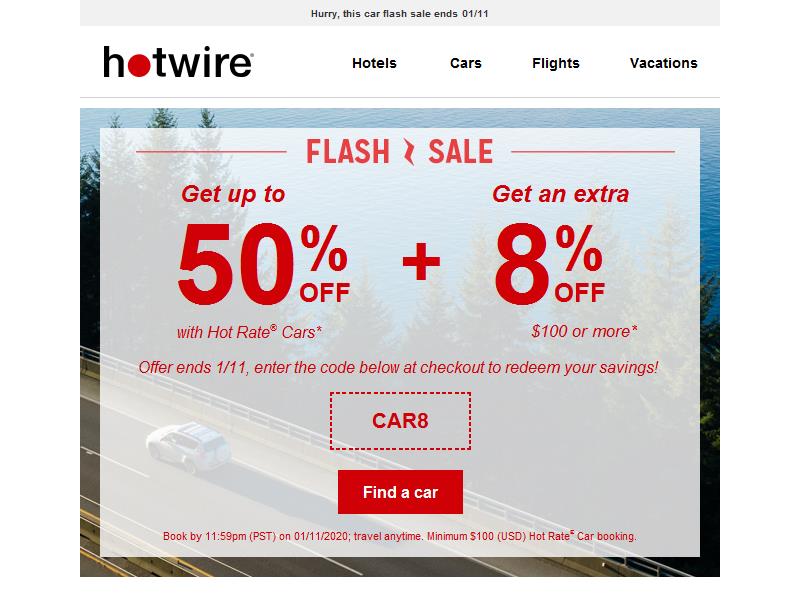 Hurry, this car flash sale ends 01/11
hotwire®
Hotels Cars Flights Vacations
FLASH SALE
Get up to
50% OFF
with Hot Rate® Cars*
+
Get an extra
8% OFF
$100 or more*
Offer ends 1/11, enter the code below at checkout to redeem your savings!
CAR8
Find a car
Book by 11:59pm (PST) on 01/11/2020; travel anytime. Minimum $100 (USD) Hot Rate® Car booking.